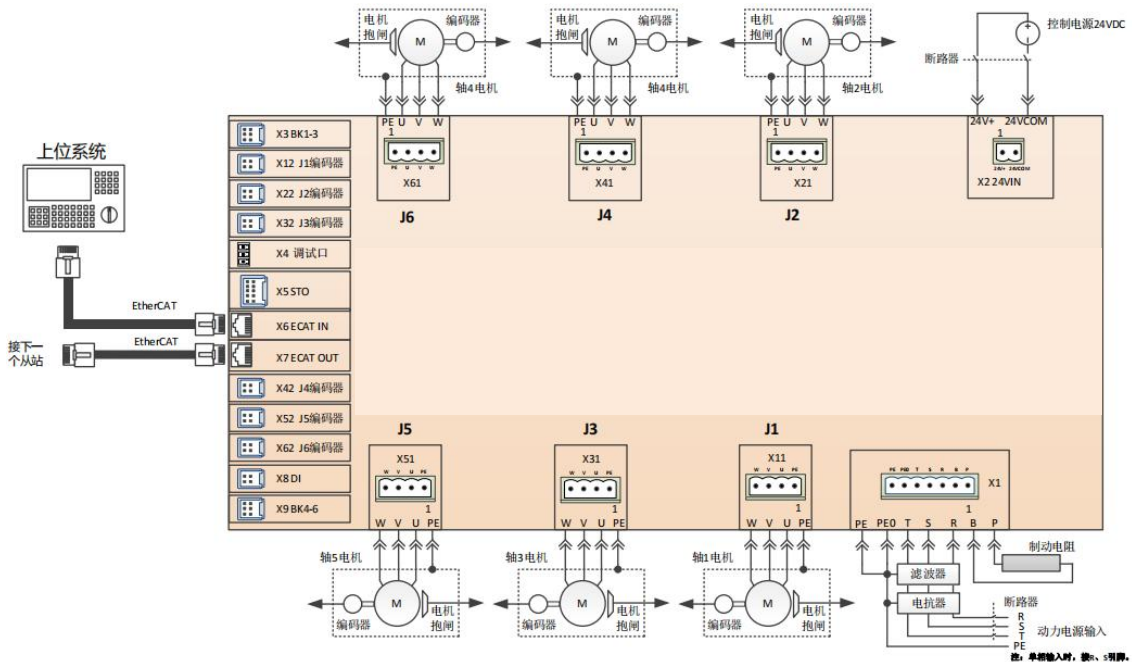 电机 编码器
抱闸
M
轴4电机
电机 编码器
抱闸
M
轴4电机
电机 编码器
抱闸
M
轴2电机
控制电源24VDC
断路器
PE U V W
1
PE U V W
X61
J6
PE U V W
1
PE U V W
X41
J4
PE U V W
1
PE U V W
X21
J2
24V+ 24VCOM
1
24V+ 24VCOM
X2 24VIN
上位系统
EtherCAT
EtherCAT
接下一
个从站
X3 BK1-3
X12 J1编码器
X22 J2编码器
X32 J3编码器
X4 调试口
X5 STO
X6 ECAT IN
X7 ECAT OUT
X42 J4编码器
X52 J5编码器
X62 J6编码器
X8 DI
X9 BK4-6
J5
X51
W V U PE
1
W V U PE
J3
X31
W V U PE
1
W V U PE
J1
X11
W V U PE
1
W V U PE
PE PE0 T S R B P
X1
1
PE PE0 T S R B P
轴5电机
M
编码器
电机
抱闸
轴3电机
M
编码器
电机
抱闸
轴1电机
M
编码器
电机
抱闸
制动电阻
滤波器
电抗器
断路器
R
S
T
PE
动力电源输入
注：单相输入时，接R、S引脚。